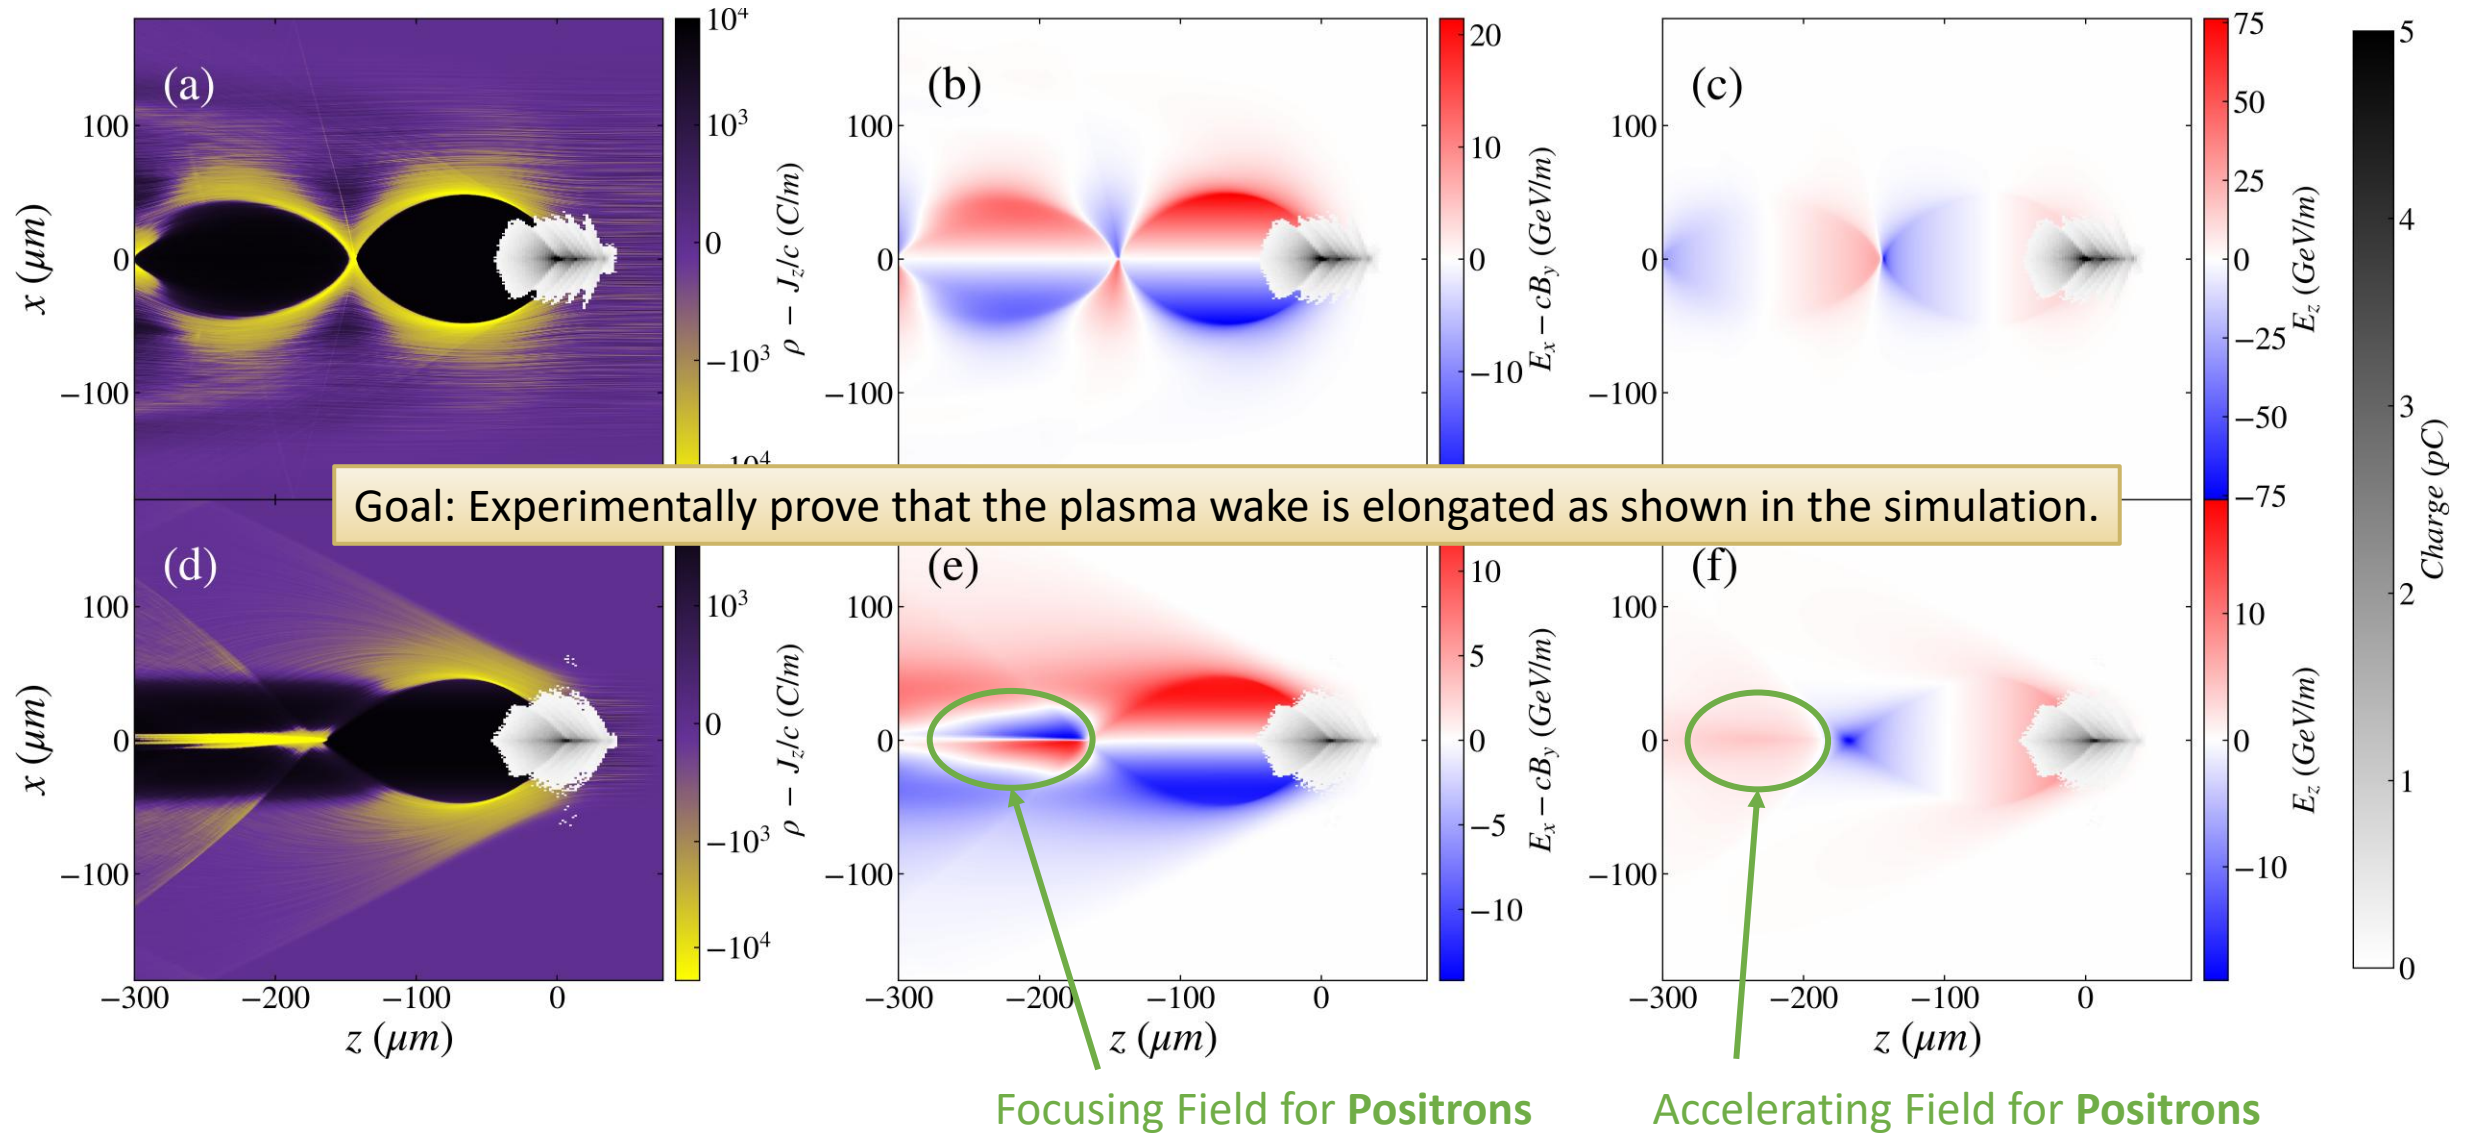 (a)
(b)
(c)
x (μm)
100
0
−100
10⁴
10³
0
−10³
ρ − J_z/c (C/m)
100
0
−100
20
10
0
−10
E_x − cB_y (GeV/m)
100
0
−100
75
50
25
0
−25
−50
−75
E_z (GeV/m)
5
4
3
2
1
0
Charge (pC)
Goal: Experimentally prove that the plasma wake is elongated as shown in the simulation.
(d)
(e)
(f)
x (μm)
100
0
−100
10³
0
−10³
−10⁴
ρ − J_z/c (C/m)
100
0
−100
10
5
0
−5
−10
E_x − cB_y (GeV/m)
100
0
−100
10
0
−10
E_z (GeV/m)
−300 −200 −100 0
z (μm)
−300 −200 −100 0
z (μm)
−300 −200 −100 0
z (μm)
Focusing Field for Positrons
Accelerating Field for Positrons